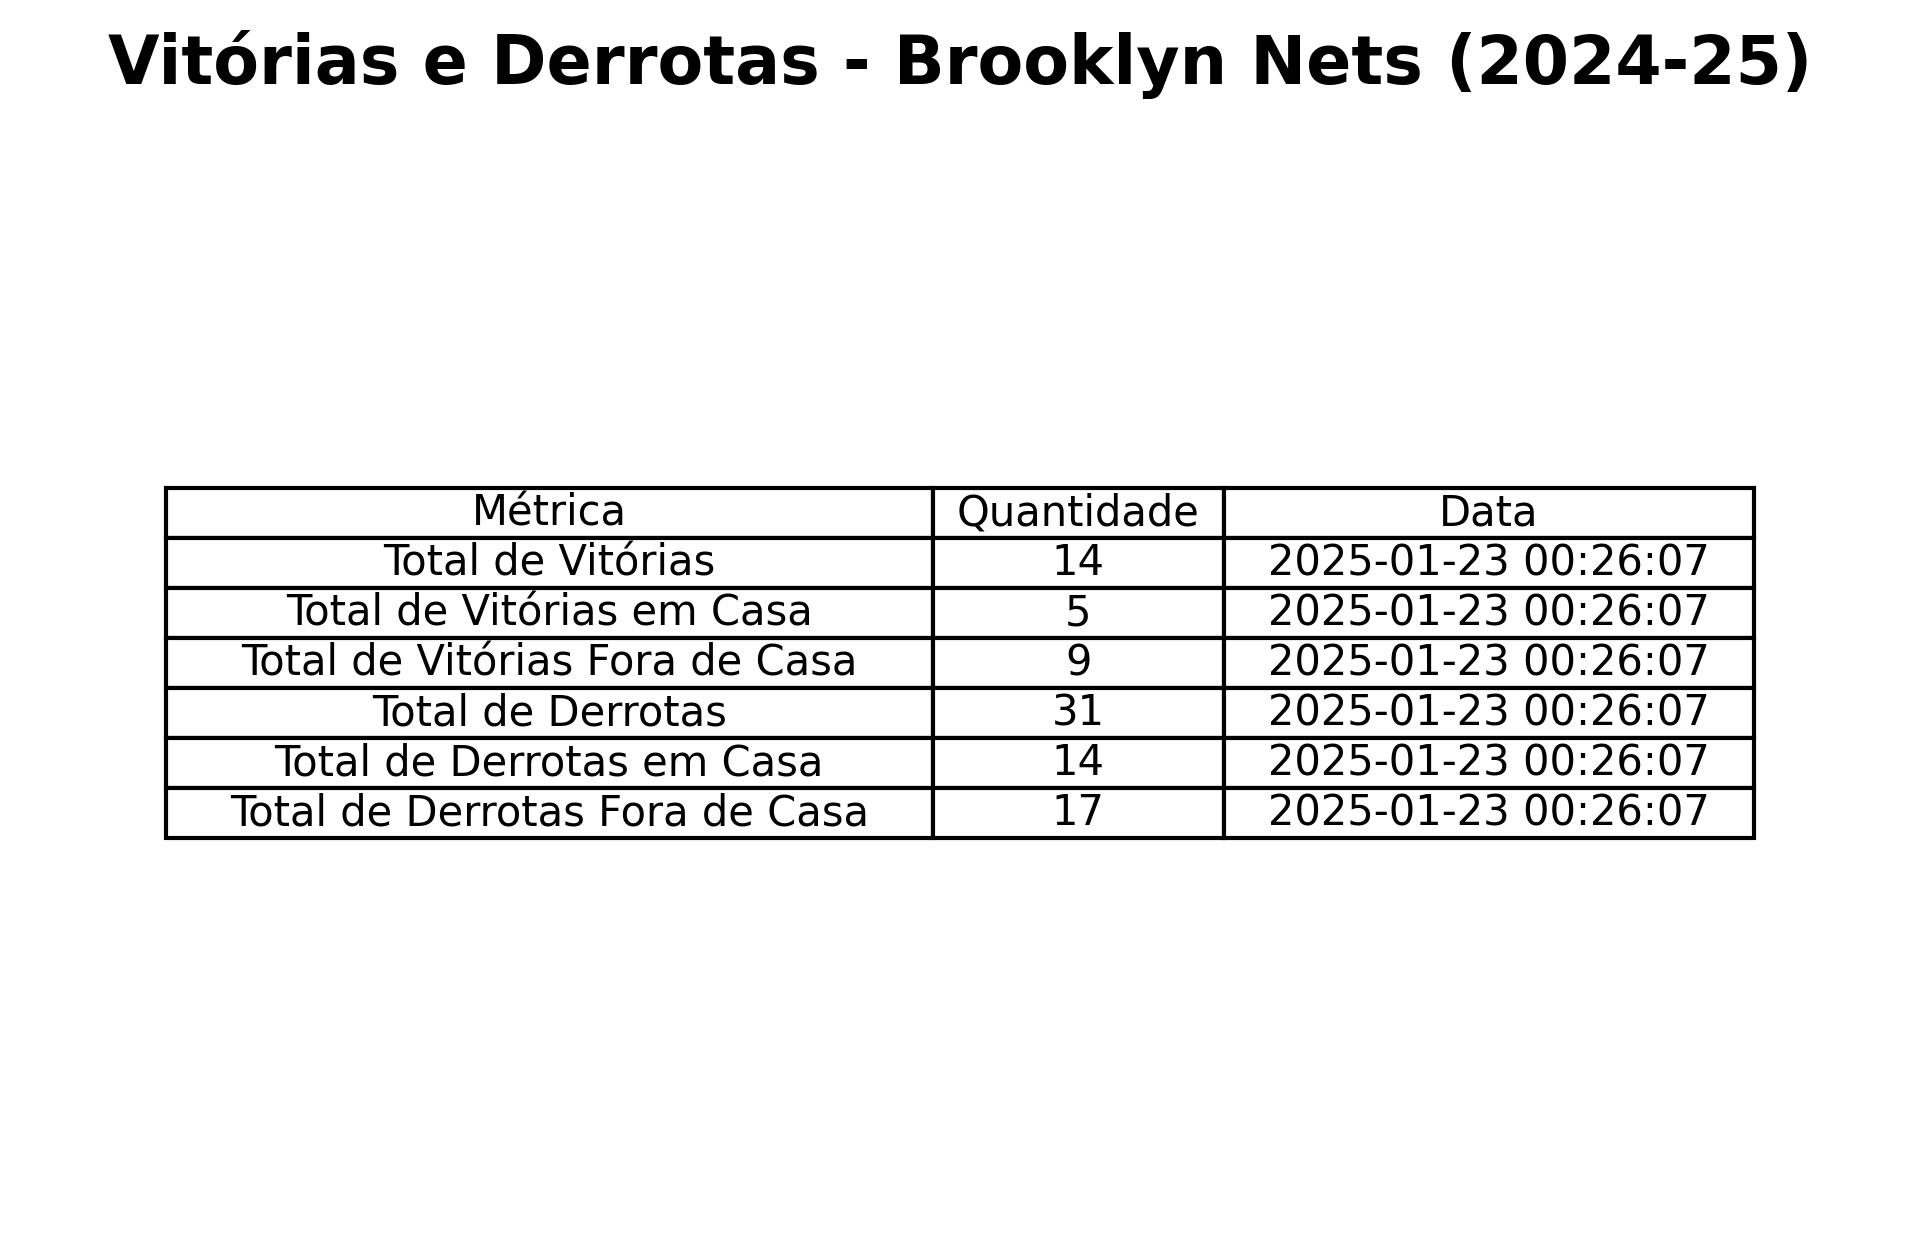 Vitórias e Derrotas - Brooklyn Nets (2024-25)
Métrica Quantidade Data
Total de Vitórias 14 2025-01-23 00:26:07
Total de Vitórias em Casa 5 2025-01-23 00:26:07
Total de Vitórias Fora de Casa 9 2025-01-23 00:26:07
Total de Derrotas 31 2025-01-23 00:26:07
Total de Derrotas em Casa 14 2025-01-23 00:26:07
Total de Derrotas Fora de Casa 17 2025-01-23 00:26:07